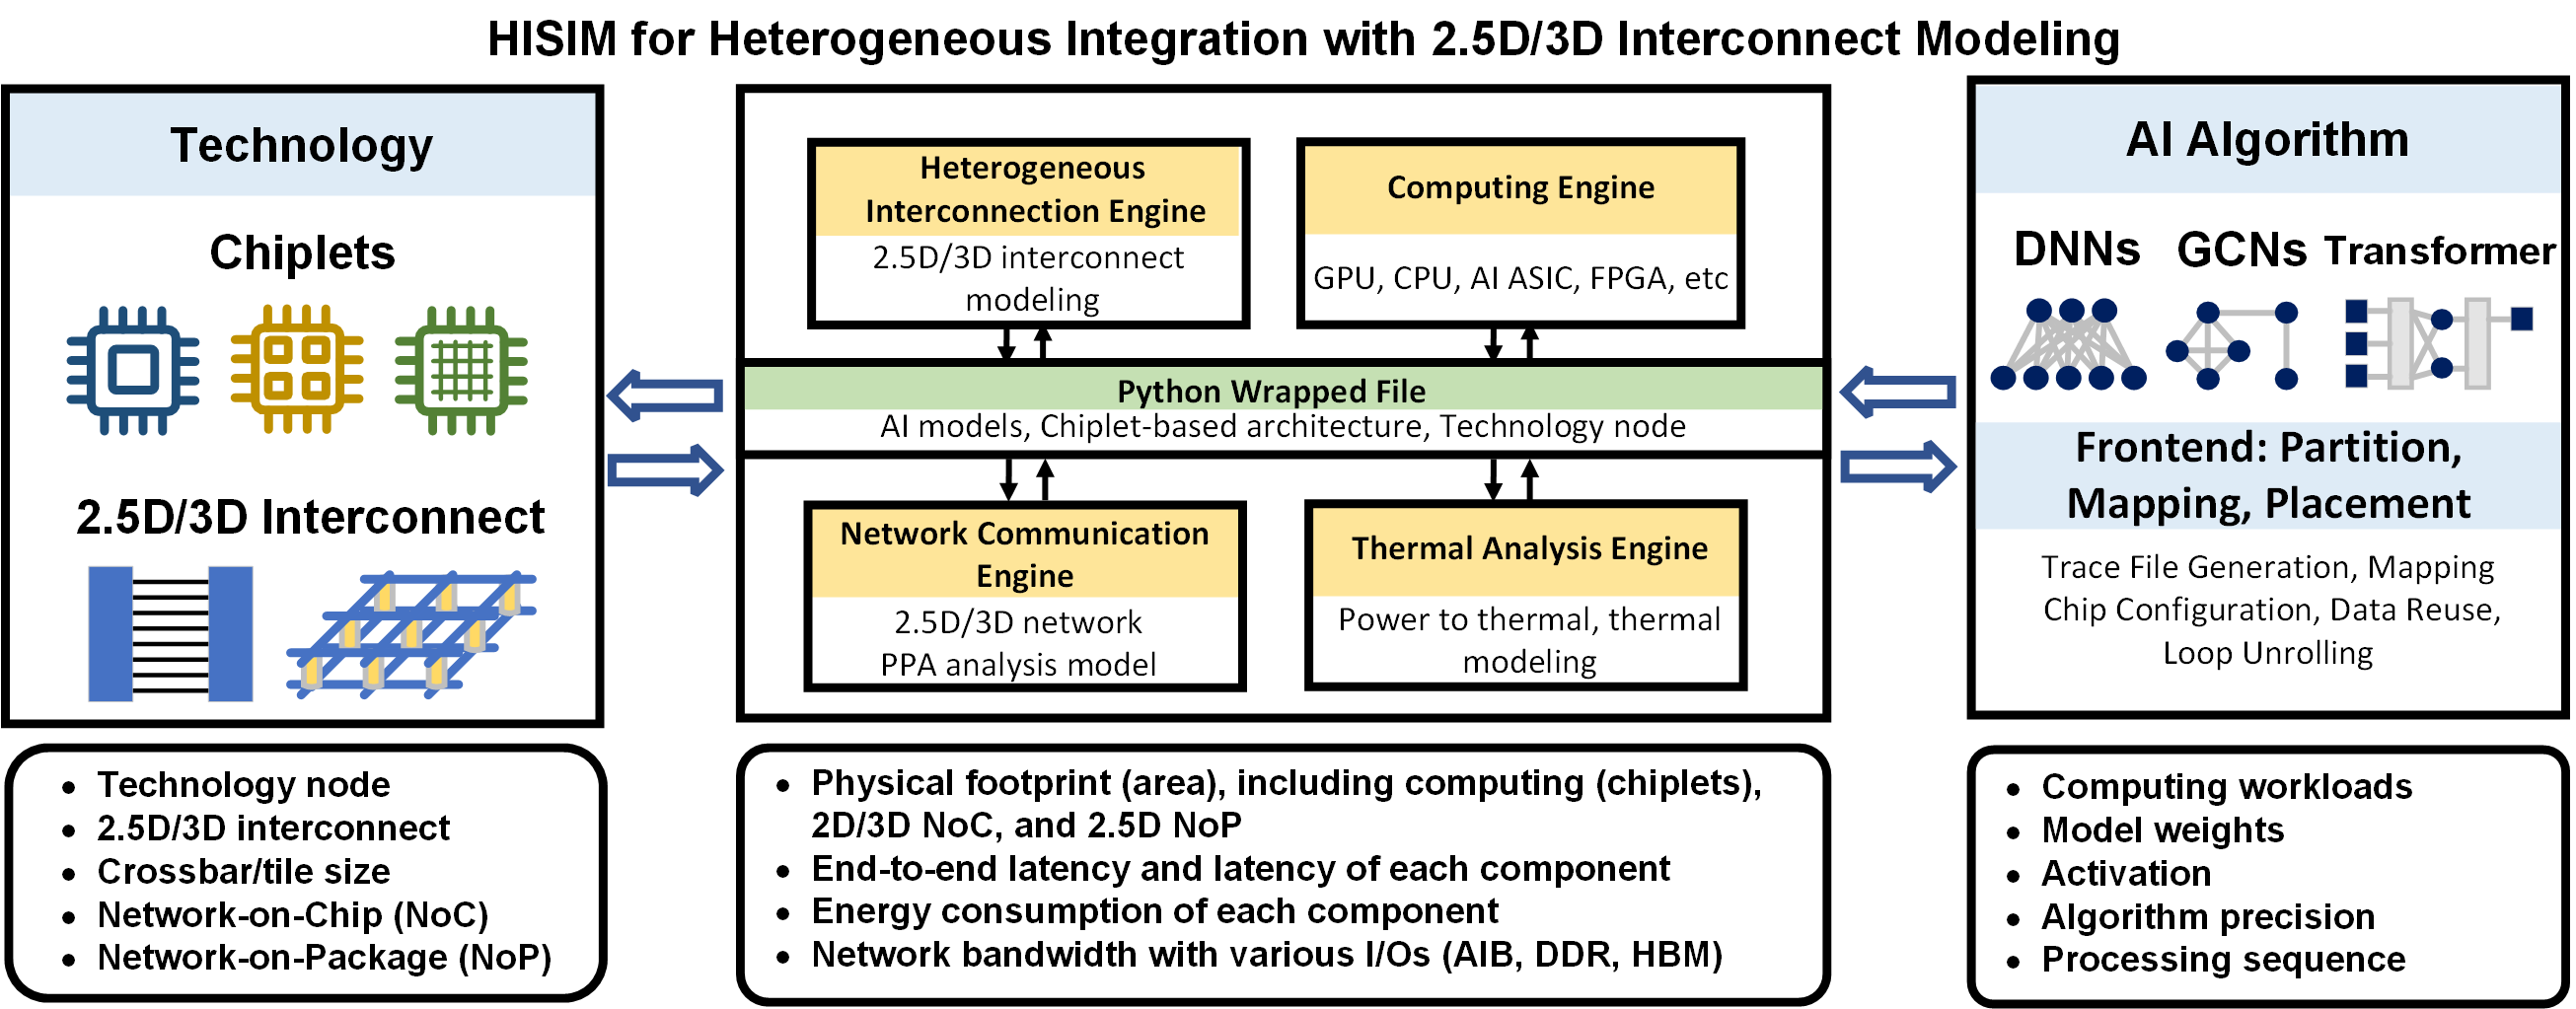 HISIM for Heterogeneous Integration with 2.5D/3D Interconnect Modeling
Technology
Chiplets
2.5D/3D Interconnect
Heterogeneous
Interconnection Engine
2.5D/3D interconnect
modeling
Computing Engine
GPU, CPU, AI ASIC, FPGA, etc
Python Wrapped File
AI models, Chiplet-based architecture, Technology node
Network Communication
Engine
2.5D/3D network
PPA analysis model
Thermal Analysis Engine
Power to thermal, thermal
modeling
AI Algorithm
DNNs GCNs Transformer
Frontend: Partition,
Mapping, Placement
Trace File Generation, Mapping
Chip Configuration, Data Reuse,
Loop Unrolling
• Technology node
• 2.5D/3D interconnect
• Crossbar/tile size
• Network-on-Chip (NoC)
• Network-on-Package (NoP)
• Physical footprint (area), including computing (chiplets),
2D/3D NoC, and 2.5D NoP
• End-to-end latency and latency of each component
• Energy consumption of each component
• Network bandwidth with various I/Os (AIB, DDR, HBM)
• Computing workloads
• Model weights
• Activation
• Algorithm precision
• Processing sequence